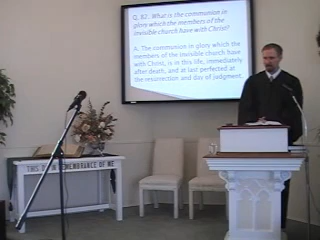 Q. 82. What is the communion in
glory which the members of the
invisible church have with Christ?
A. The communion in glory which the
members of the invisible church have
with Christ, is in this life, immediately
after death, and at last perfected at
the resurrection and day of judgment.
THIS DO IN REMEMBRANCE OF ME